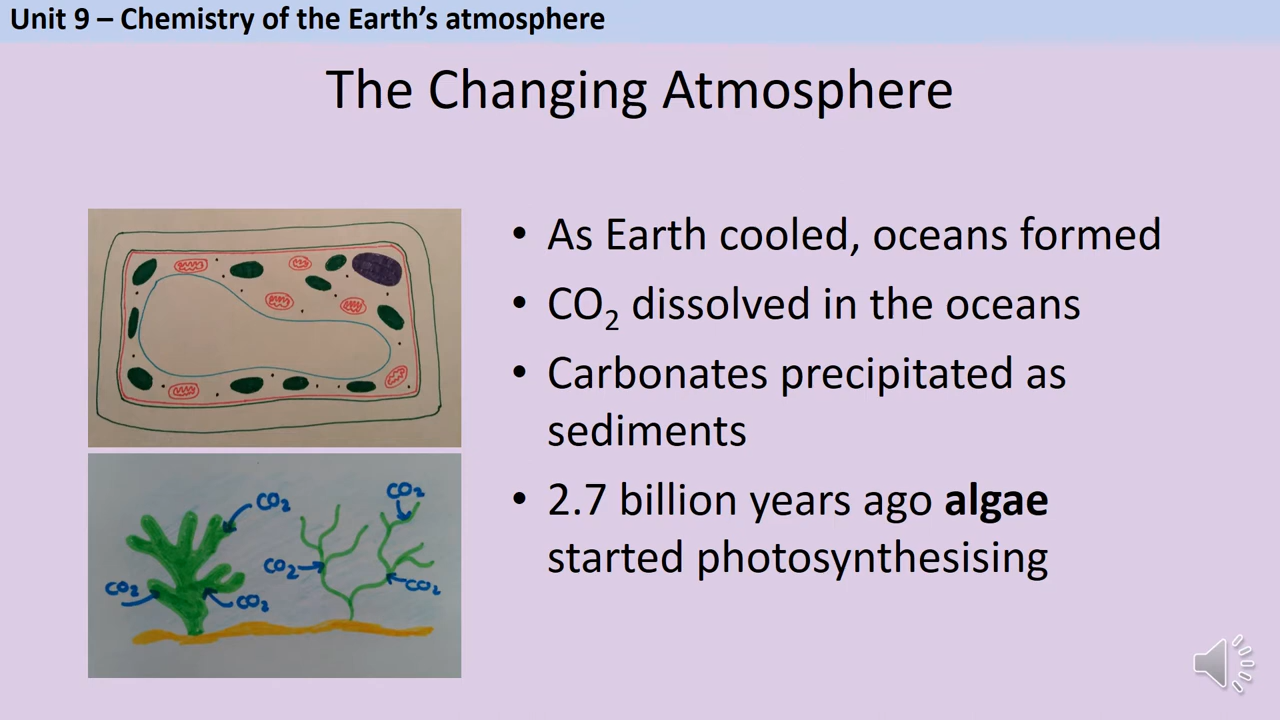 Unit 9 – Chemistry of the Earth's atmosphere
The Changing Atmosphere
• As Earth cooled, oceans formed
• CO₂ dissolved in the oceans
• Carbonates precipitated as
sediments
• 2.7 billion years ago algae
started photosynthesising
CO₂
CO₂
CO₂
CO₂
CO₂
CO₂